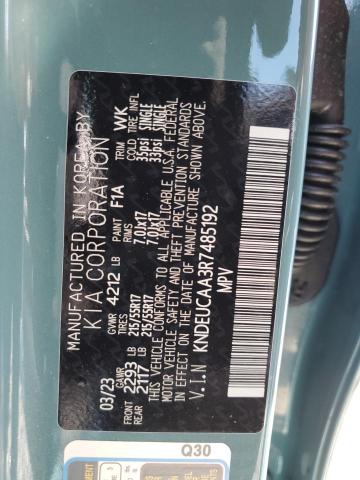 MANUFACTURED IN KOREA BY
KIA CORPORATION
03/23 GVWR 4212 LB PAINT F1A TRIM WK
TIRES RIMS COLD TIRE INFL
FRONT 2293 LB 215/55R17 7.0JX17 35psi SINGLE
REAR 2117 LB 215/55R17 7.0JX17 33psi SINGLE
THIS VEHICLE CONFORMS TO ALL APPLICABLE U.S.A. FEDERAL
MOTOR VEHICLE SAFETY AND THEFT PREVENTION STANDARDS
IN EFFECT ON THE DATE OF MANUFACTURE SHOWN ABOVE.
V.I.N KNDEUCAA3R7485192
MPV
Q30